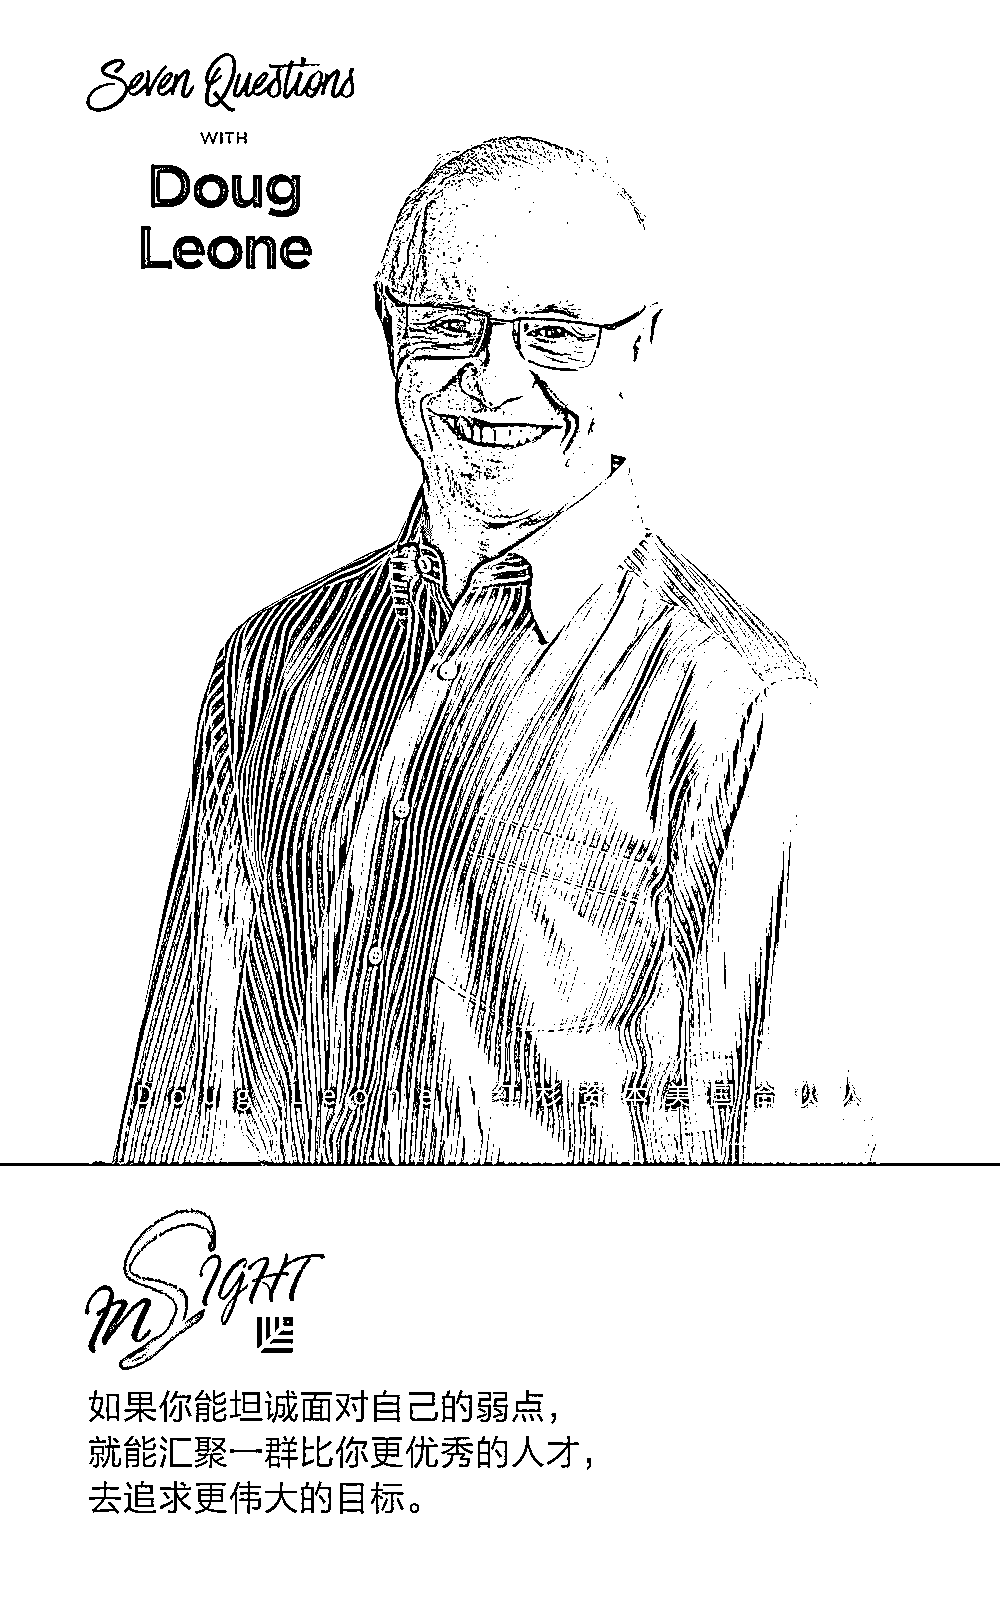 Seven Questions
WITH
Doug
Leone
Doug Leone 红杉资本美国合伙人
InSIGHT
如果你能坦诚面对自己的弱点，
就能汇聚一群比你更优秀的人才，
去追求更伟大的目标。